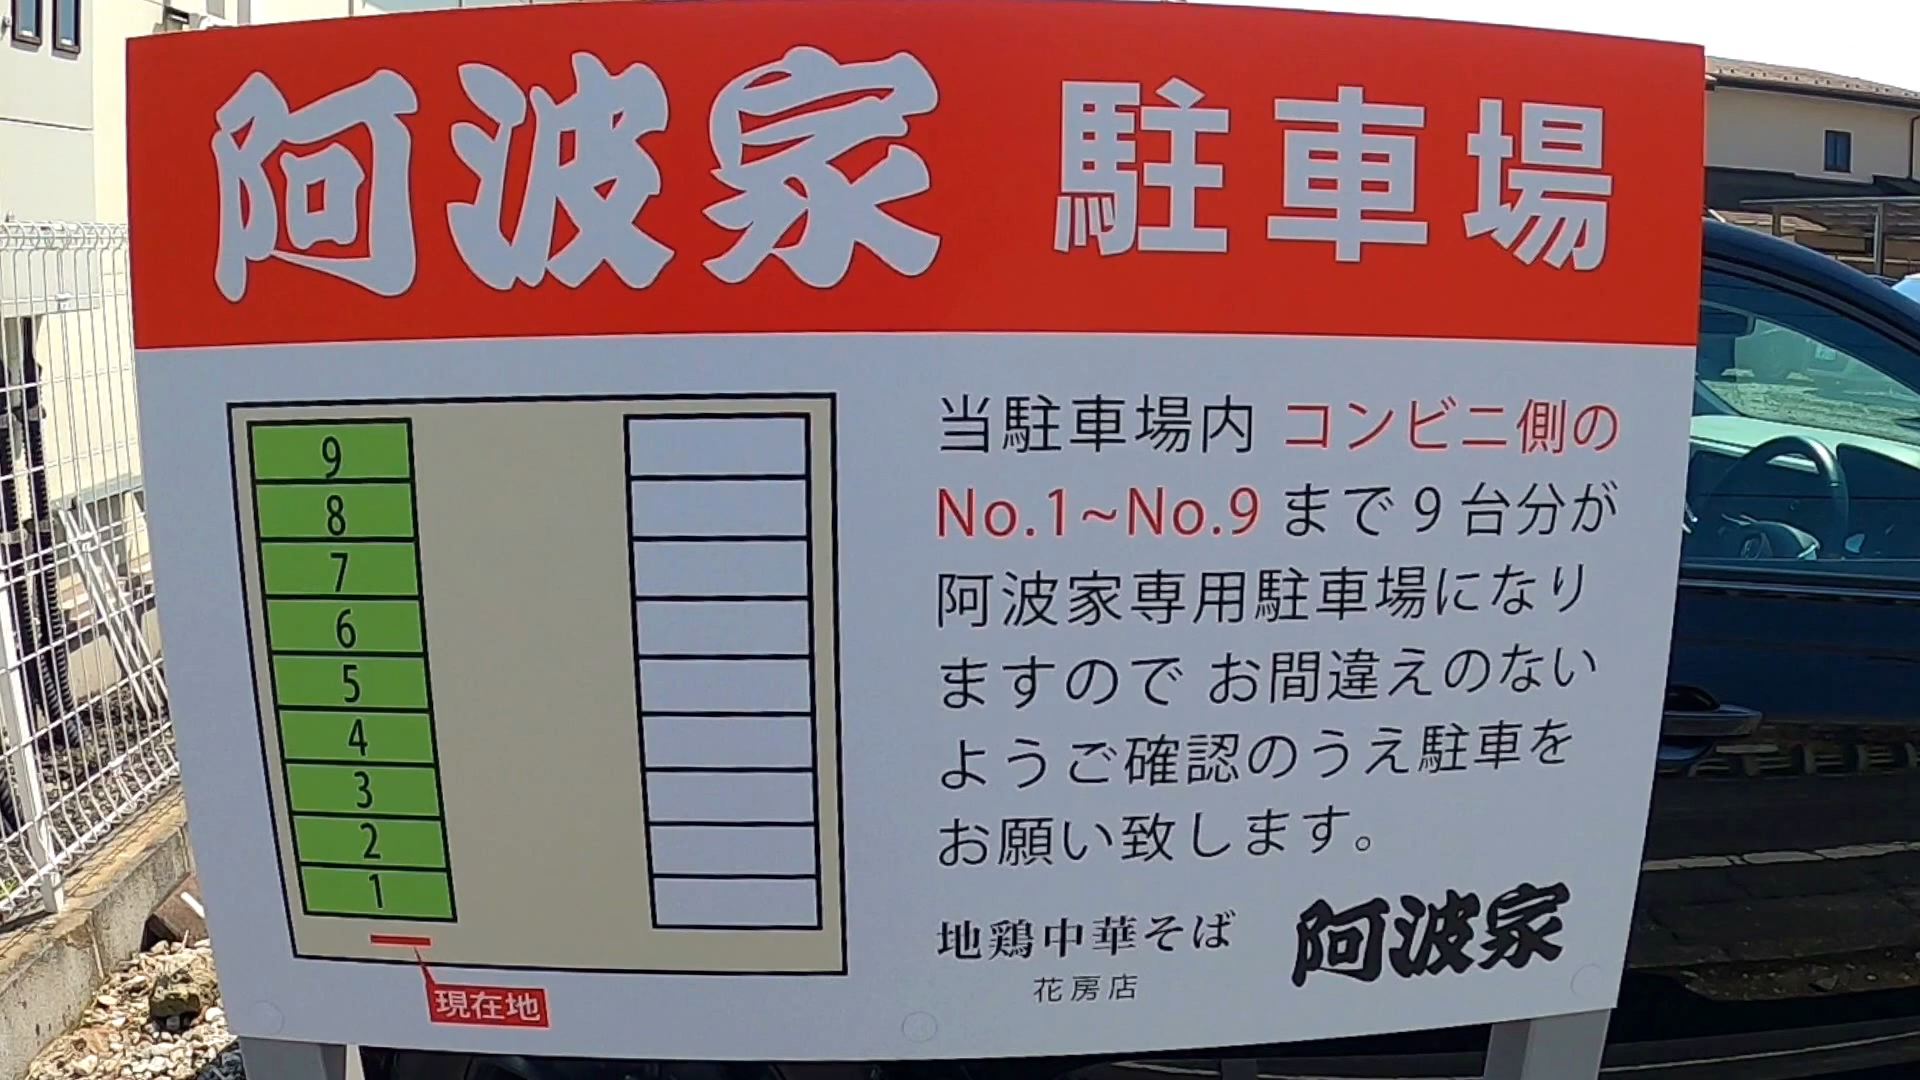 阿波家 駐車場
9
8
7
6
5
4
3
2
1
現在地
当駐車場内 コンビニ側の
No.1~No.9 まで 9 台分が
阿波家専用駐車場になり
ますので お間違えのない
ようご確認のうえ駐車を
お願い致します。
地鶏中華そば 阿波家
花房店